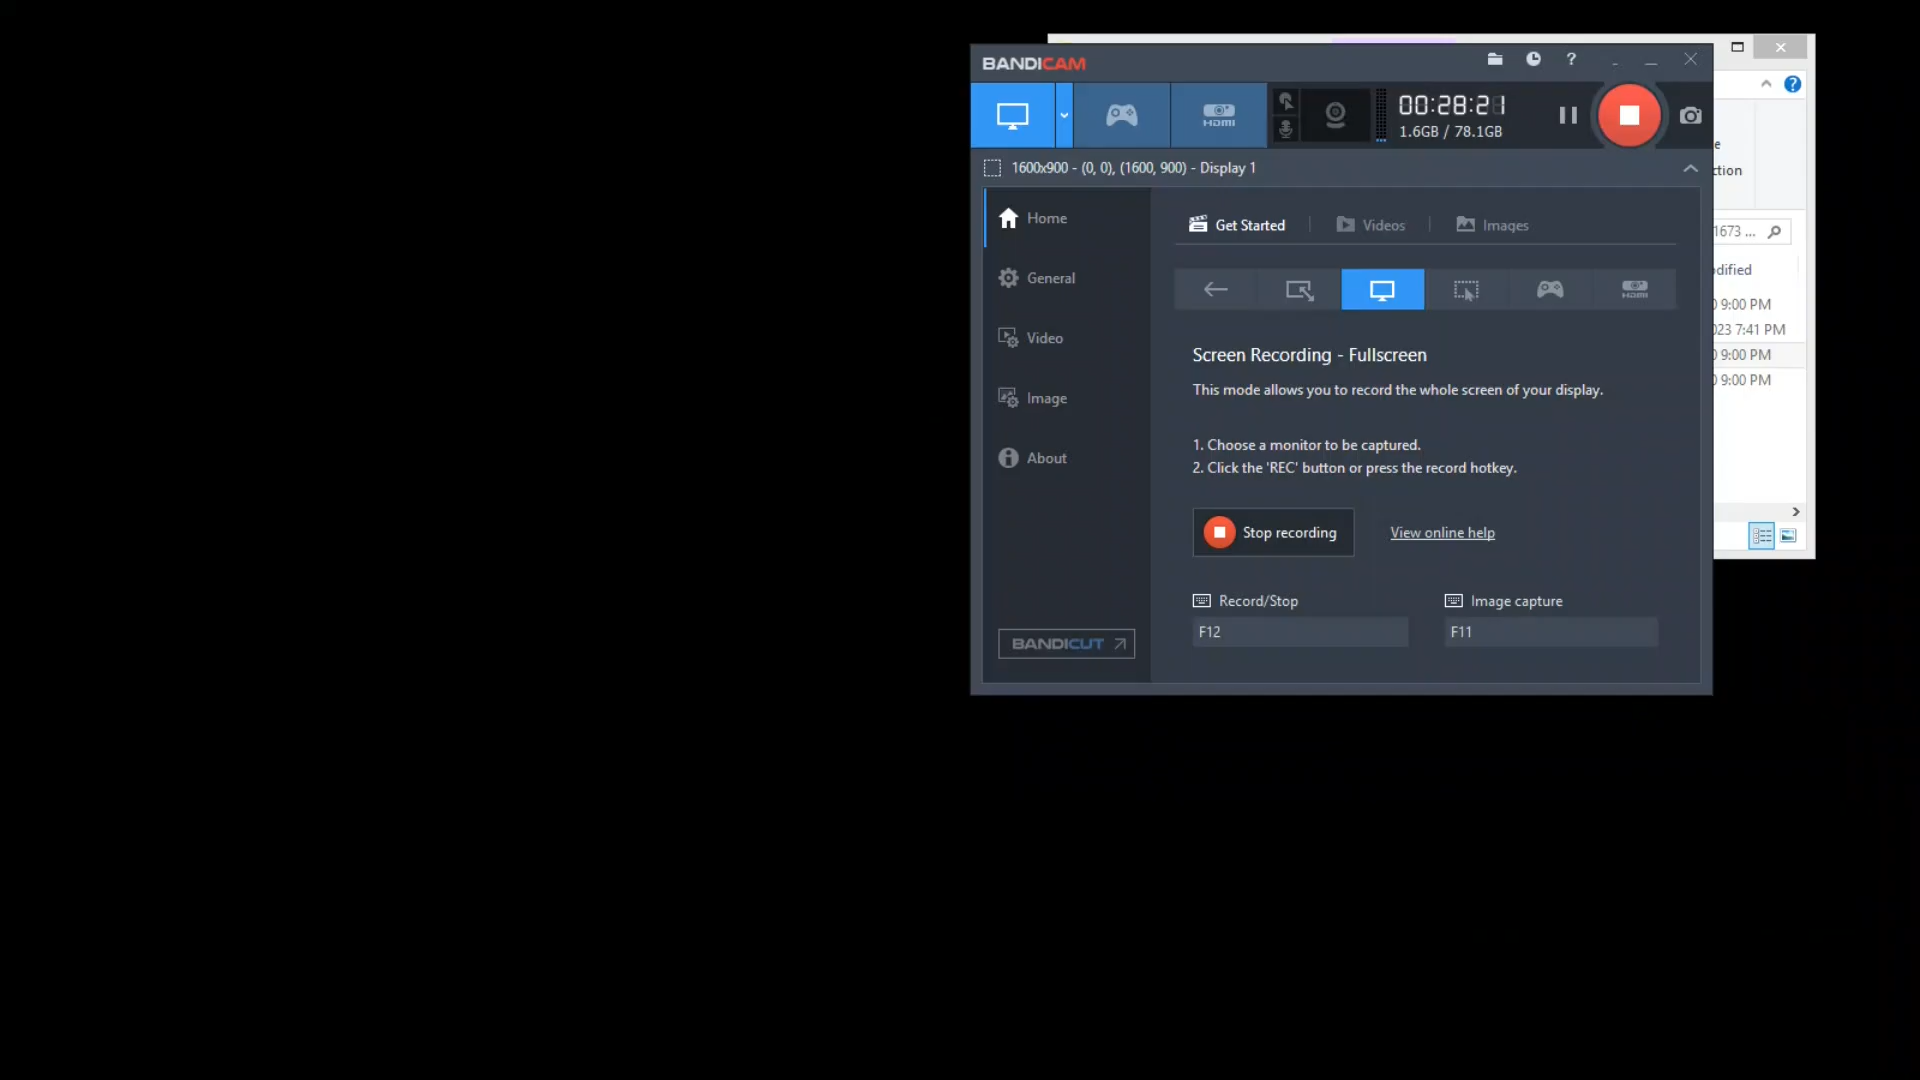 BANDICAM
?
HDMI
00:28:21
1.6GB / 78.1GB
1600x900 - (0, 0), (1600, 900) - Display 1
Home
General
Video
Image
About
BANDICUT
Get Started
Videos
Images
HDMI
Screen Recording - Fullscreen
This mode allows you to record the whole screen of your display.
1. Choose a monitor to be captured.
2. Click the 'REC' button or press the record hotkey.
Stop recording
View online help
Record/Stop
Image capture
F12
F11
?
1673 ...
9:00 PM
7:41 PM
9:00 PM
9:00 PM